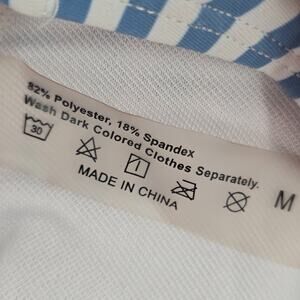 82% Polyester, 18% Spandex
Wash Dark Colored Clothes Separately.
30
MADE IN CHINA
M